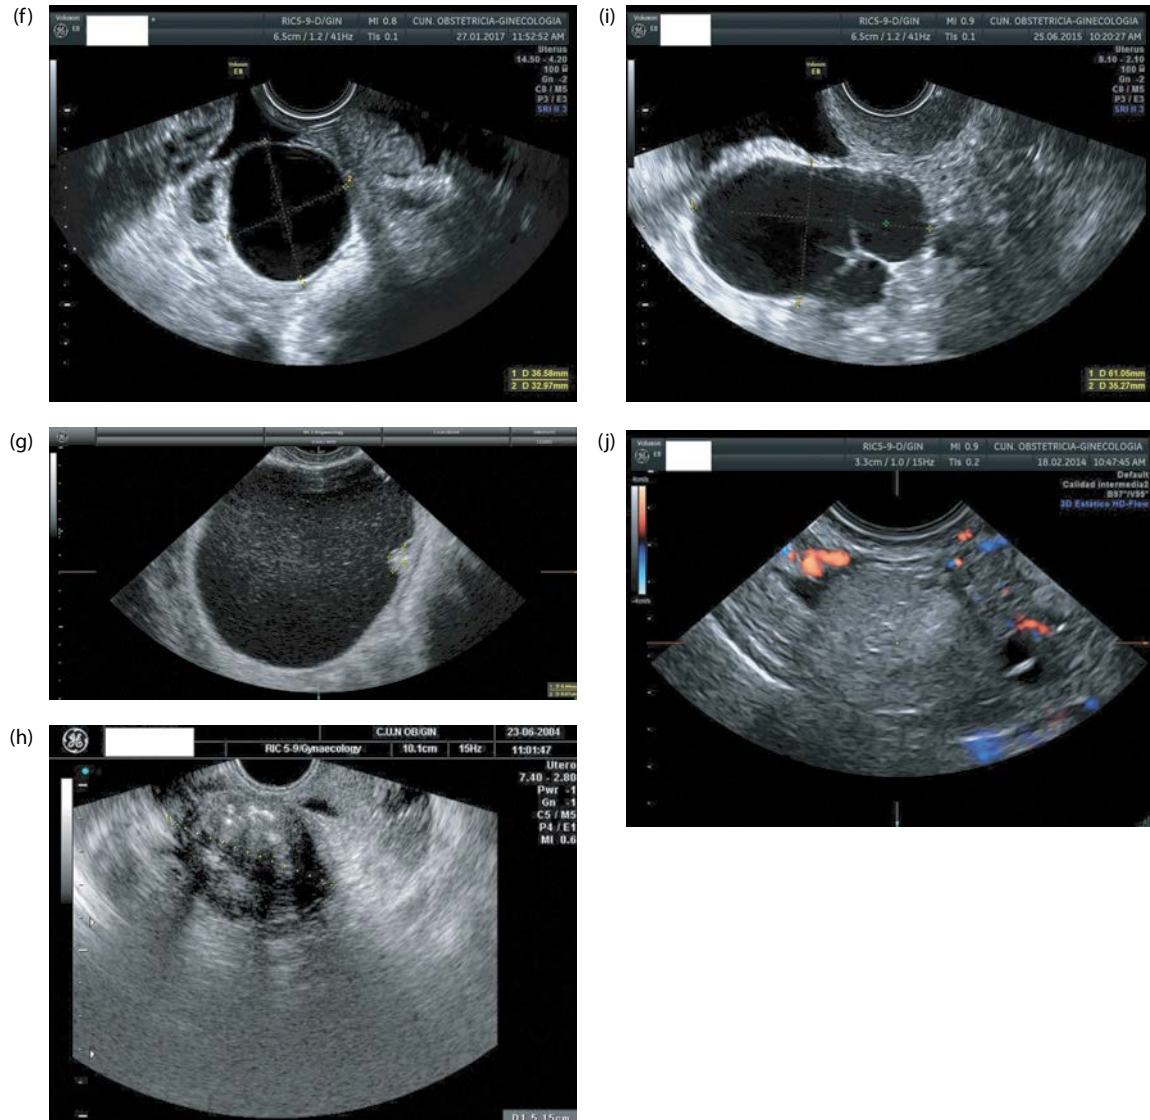 (f)
Voluson
E8
RIC5-9-D/GIN MI 0.8 CUN. OBSTETRICIA-GINECOLOGIA
6.5cm / 1.2 / 41Hz TIs 0.1 27.01.2017 11:52:52 AM
Voluson
E8
Uterus
14.50 - 4.20
100
Gn -2
C8 / M5
P3 / E3
SRI II 3
1 D 36.58mm
2 D 32.97mm
(g)
(h)
C.U.N OB/GIN 23-06-2004
RIC 5-9/Gynaecology 10.1cm 15Hz 11:01:47
Utero
7.40 - 2.80
Pwr -1
Gn -1
C5 / M5
P4 / E1
MI 0.6
D1 5.15cm
(i)
Voluson
E8
RIC5-9-D/GIN MI 0.9 CUN. OBSTETRICIA-GINECOLOGIA
6.5cm / 1.2 / 41Hz TIs 0.1 25.06.2015 10:20:27 AM
Voluson
E8
Uterus
8.10 - 2.10
100
Gn -2
C8 / M5
P3 / E3
SRI II 3
1 D 61.05mm
2 D 35.27mm
(j)
Voluson
E8
RIC5-9-D/GIN MI 0.9 CUN. OBSTETRICIA-GINECOLOGIA
3.3cm / 1.0 / 15Hz TIs 0.2 18.02.2014 10:47:45 AM
4cm/s
-4cm/s
Default
Calidad intermedia2
B97°/V95°
3D Estático HD-Flow